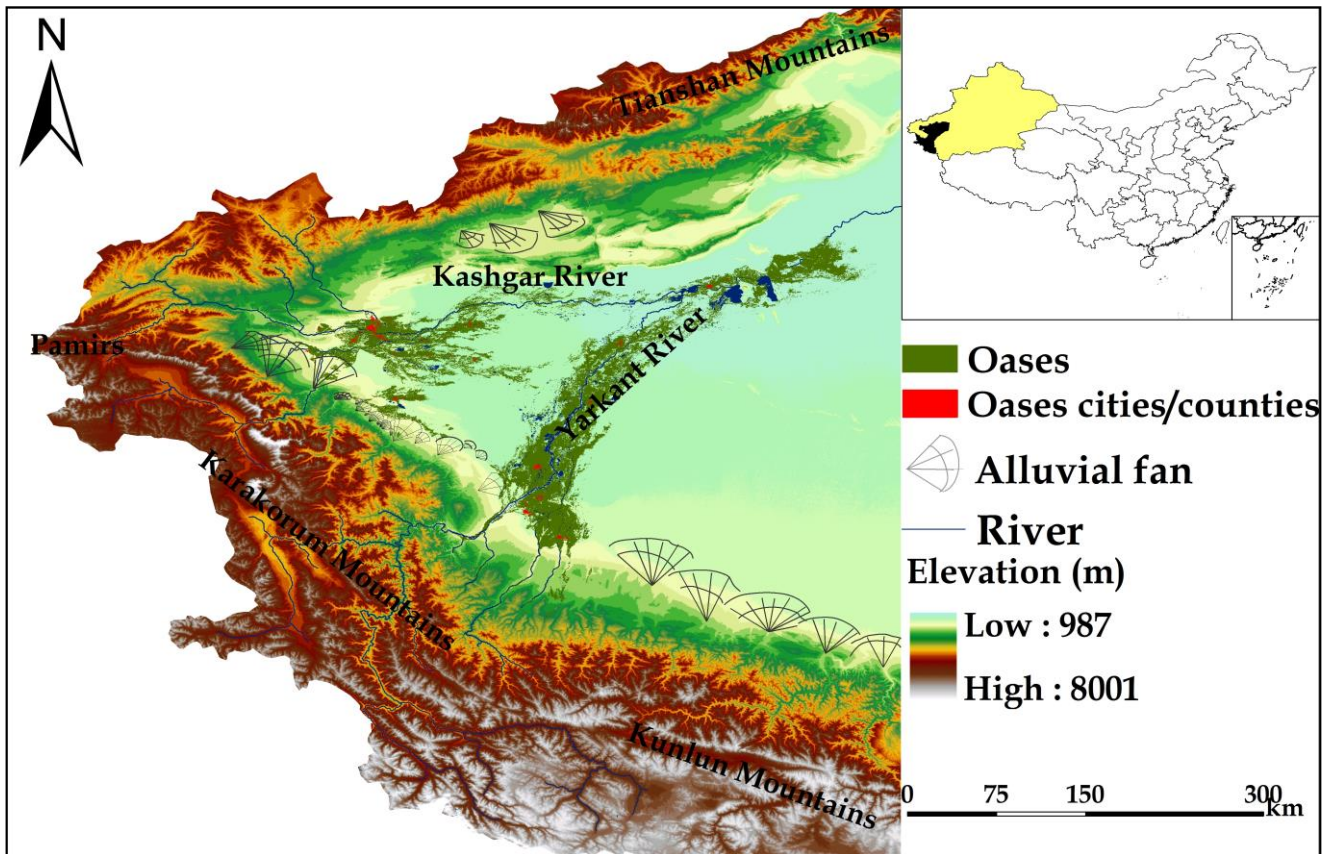 N
Tianshan Mountains
Kashgar River
Pamirs
Yarkant River
Karakorum Mountains
Kunlun Mountains
Oases
Oases cities/counties
Alluvial fan
River
Elevation (m)
Low : 987
High : 8001
0 75 150 300
km